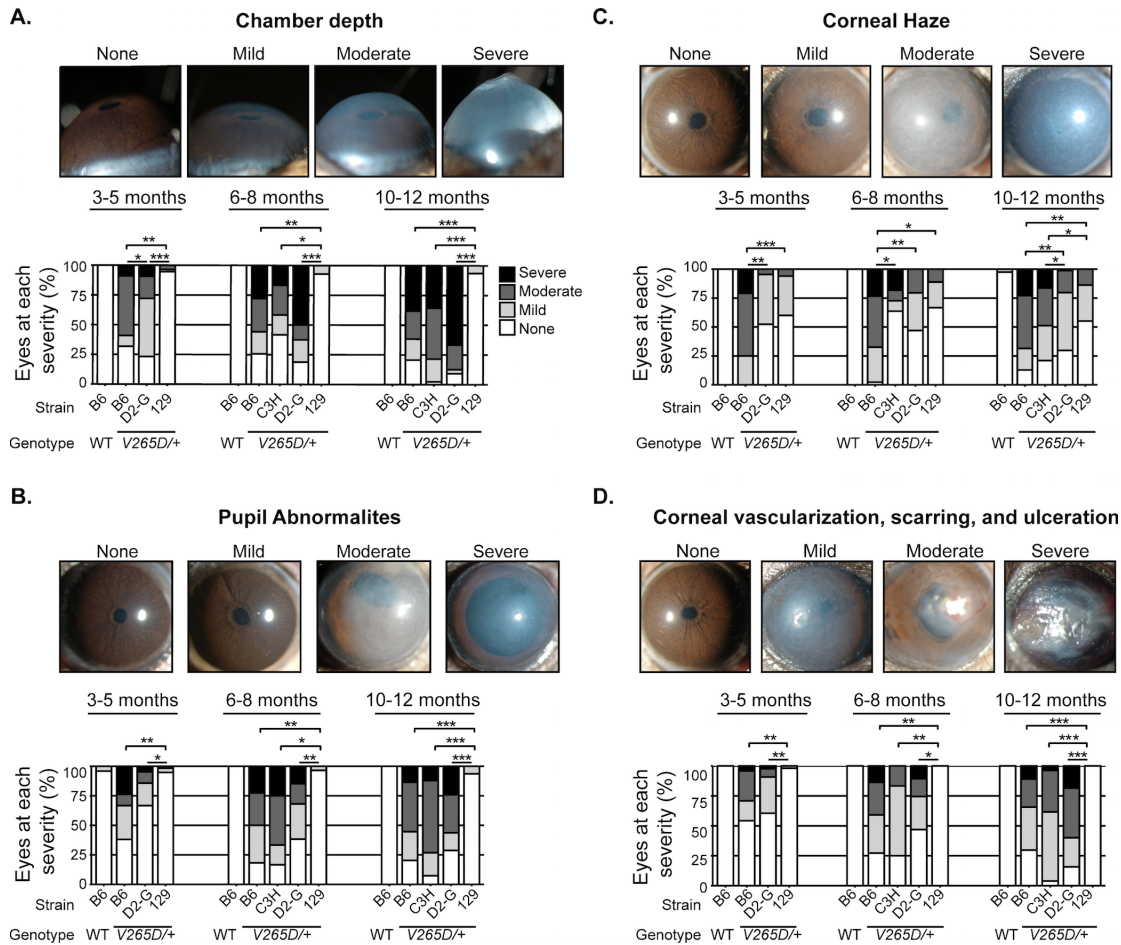 A.
Chamber depth
None Mild Moderate Severe
3-5 months 6-8 months 10-12 months
** ** ***
* *** * *** *** ***
Eyes at each
severity (%)
100
75
50
25
0
Severe
Moderate
Mild
None
Strain B6 B6 D2-G 129 B6 B6 C3H D2-G 129 B6 B6 C3H D2-G 129
Genotype WT V265D/+ WT V265D/+ WT V265D/+
C.
Corneal Haze
None Mild Moderate Severe
3-5 months 6-8 months 10-12 months
*** ** * ** * ** * ** *
Eyes at each
severity (%)
100
75
50
25
0
Strain B6 B6 D2-G 129 B6 B6 C3H D2-G 129 B6 B6 C3H D2-G 129
Genotype WT V265D/+ WT V265D/+ WT V265D/+
B.
Pupil Abnormalites
None Mild Moderate Severe
3-5 months 6-8 months 10-12 months
** * ** * ** *** *** ***
Eyes at each
severity (%)
100
75
50
25
0
Strain B6 B6 D2-G 129 B6 B6 C3H D2-G 129 B6 B6 C3H D2-G 129
Genotype WT V265D/+ WT V265D/+ WT V265D/+
D.
Corneal vascularization, scarring, and ulceration
None Mild Moderate Severe
3-5 months 6-8 months 10-12 months
** ** ** ** * *** *** ***
Eyes at each
severity (%)
100
75
50
25
0
Strain B6 B6 D2-G 129 B6 B6 C3H D2-G 129 B6 B6 C3H D2-G 129
Genotype WT V265D/+ WT V265D/+ WT V265D/+